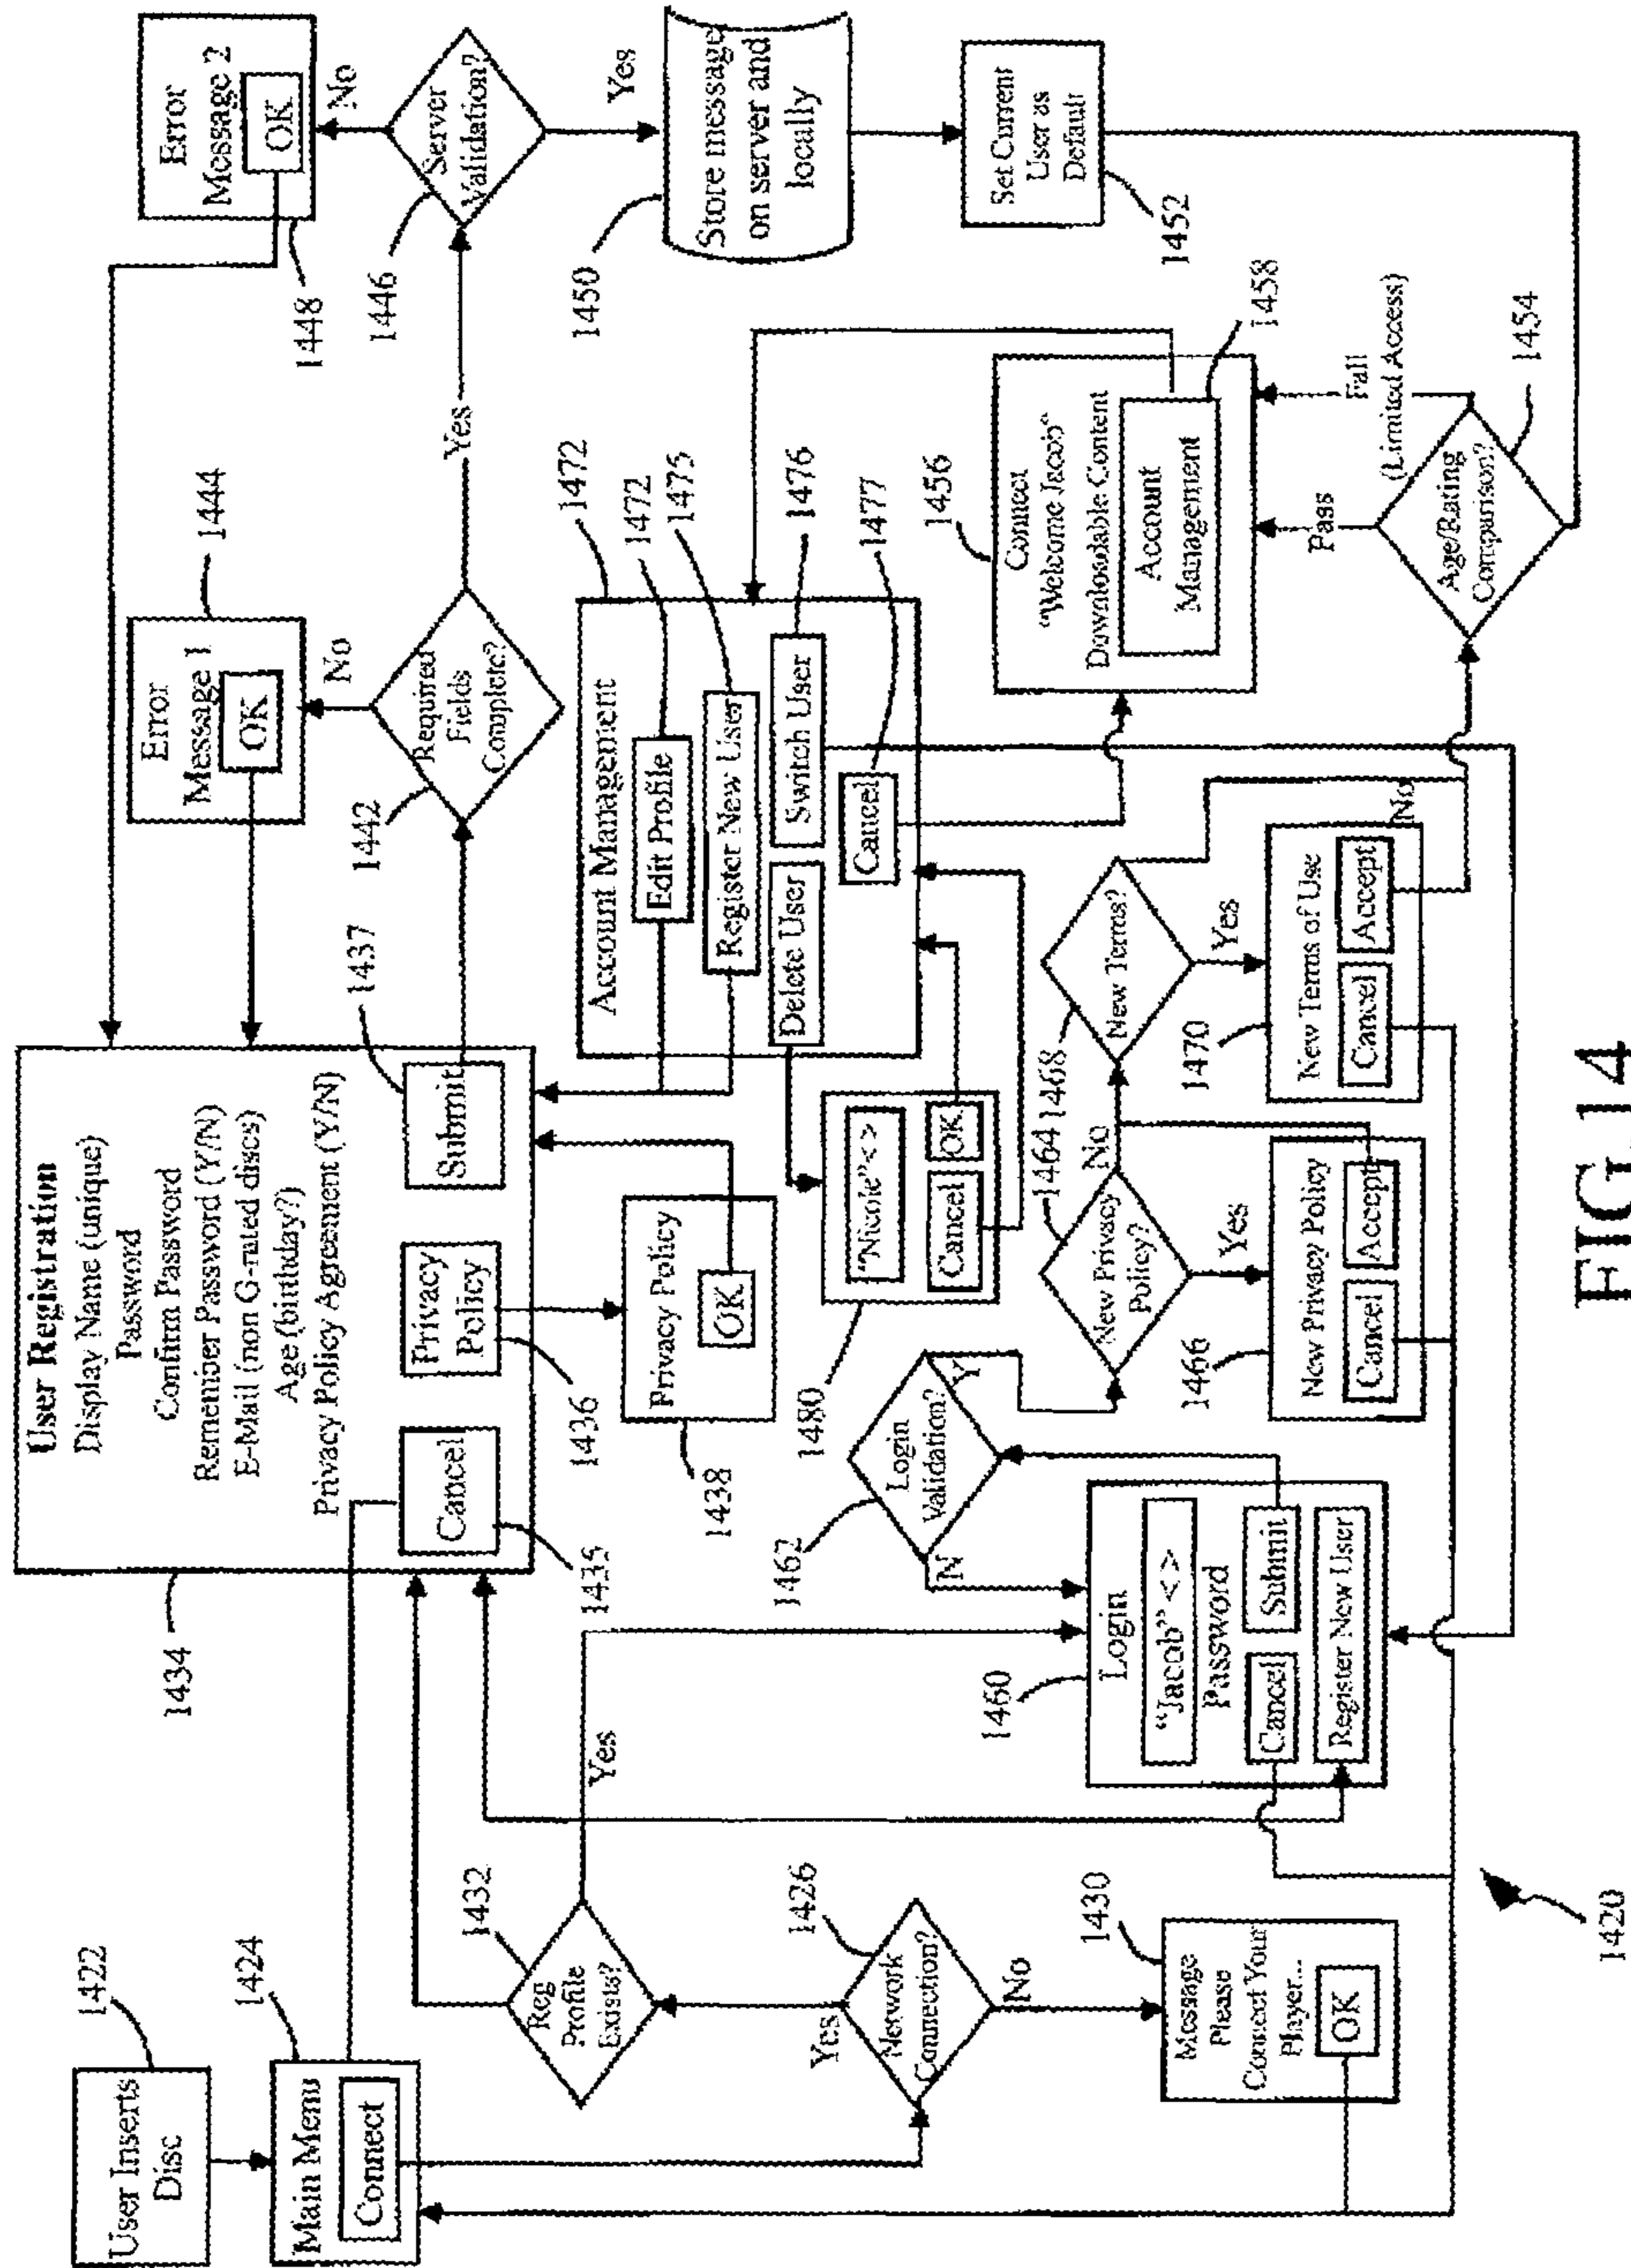 User Inserts
Disc
1422
Main Menu
Connect
1424
Reg
Profile
Exists?
1432
Yes
Network
Connection?
1426
Yes
No
Message
Please
Connect Your
Player...
OK
1430
1420
User Registration
Display Name (unique)
Password
Confirm Password
Remember Password (Y/N)
E-Mail (non G-rated discs)
Age (birthday?)
Privacy Policy Agreement (Y/N)
Cancel
Privacy
Policy
Submit
1434
1435
1436
1437
Privacy Policy
OK
1438
Error
Message 1
OK
1444
No
Required
Fields
Complete?
1442
Yes
Error
Message 2
OK
1448
No
Server
Validation?
1446
Yes
Store message
on server and
locally
1450
Set Current
User as
Default
1452
Account Management
Edit Profile
Register New User
Delete User
Switch User
Cancel
1472
1472
1475
1476
1477
"Nicole"< >
Cancel
OK
1480
Connect
"Welcome Jacob"
Downloadable Content
Account
Management
1456
1458
Pass
Fail
(Limited Access)
Age/Rating
Comparison?
1454
Login
"Jacob" < >
Password
Cancel
Submit
Register New User
1460
Login
Validation?
1462
N
Y
New Privacy
Policy?
1464
No
Yes
New Privacy Policy
Cancel
Accept
1466
New Terms?
1468
No
Yes
New Terms of Use
Cancel
Accept
1470
FIG.14